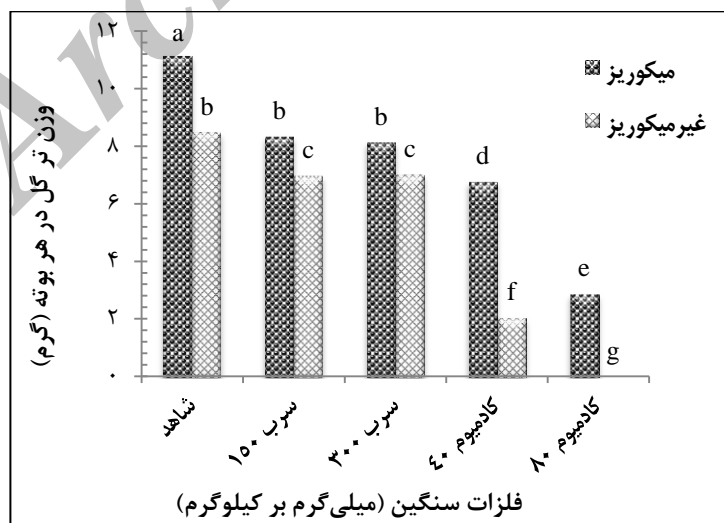 Arc
۱۲
۱۰
۸
۶
۴
۲
۰
وزن تر گل در هر بوته (گرم)
میکوریز
غیرمیکوریز
a
b
b
c
b
c
d
f
e
g
شاهد
سرب ۱۵۰
سرب ۳۰۰
کادمیوم ۴۰
کادمیوم ۸۰
فلزات سنگین (میلی‌گرم بر کیلوگرم)